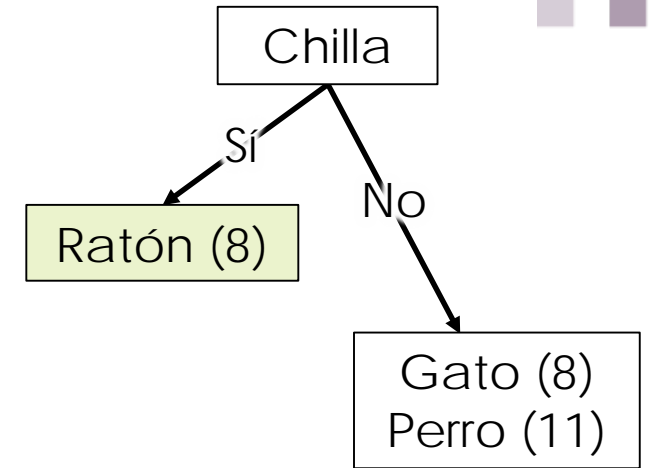 Chilla
Sí
No
Ratón (8)
Gato (8)
Perro (11)